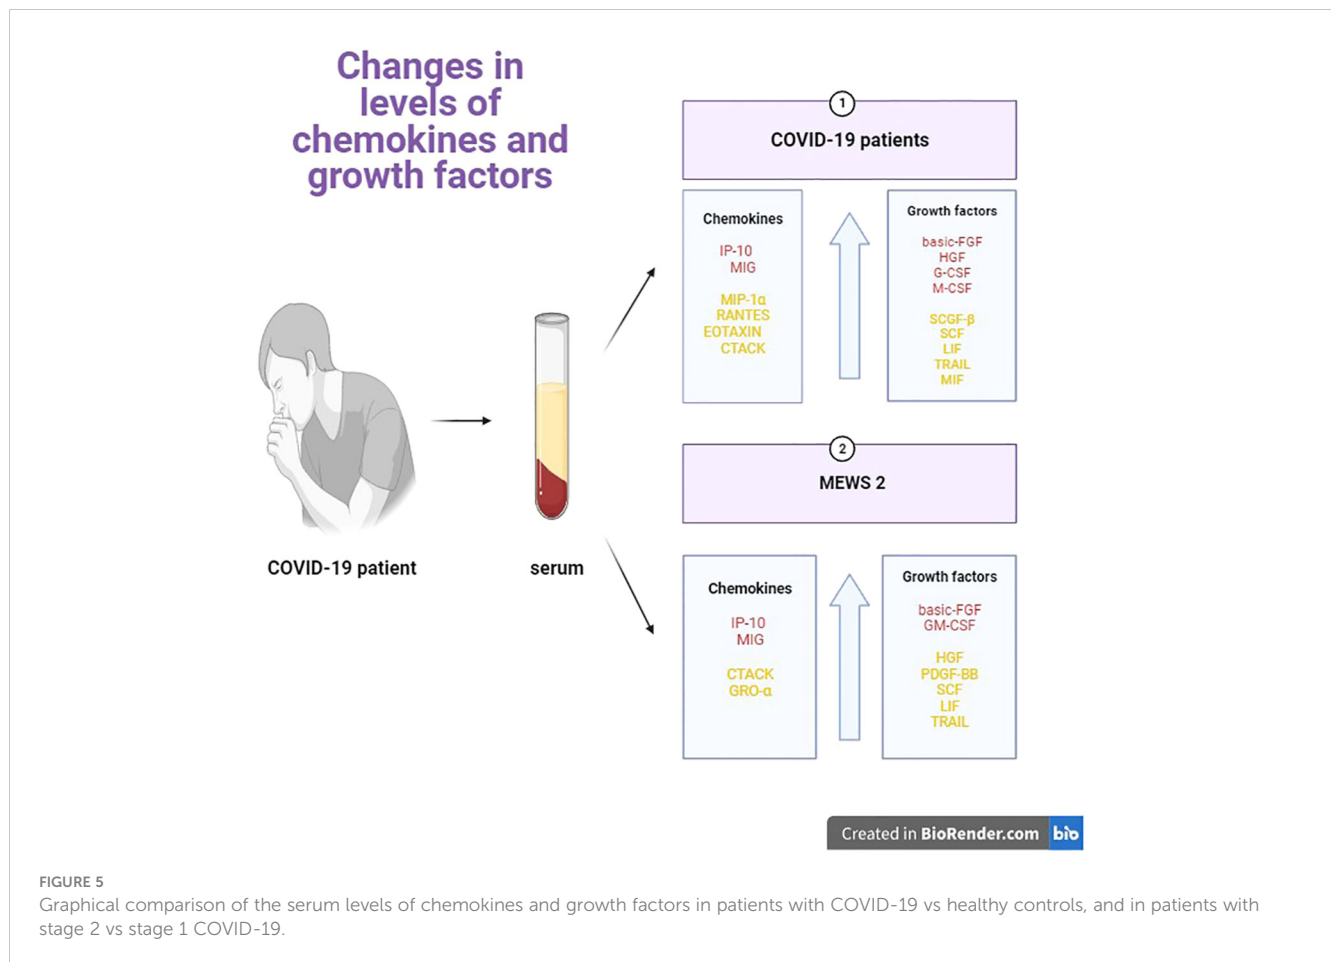 Changes in
levels of
chemokines and
growth factors
COVID-19 patient
serum
1
COVID-19 patients
Chemokines
IP-10
MIG
MIP-1α
RANTES
EOTAXIN
CTACK
Growth factors
basic-FGF
HGF
G-CSF
M-CSF
SCGF-β
SCF
LIF
TRAIL
MIF
2
MEWS 2
Chemokines
IP-10
MIG
CTACK
GRO-α
Growth factors
basic-FGF
GM-CSF
HGF
PDGF-BB
SCF
LIF
TRAIL
Created in BioRender.com bio
FIGURE 5
Graphical comparison of the serum levels of chemokines and growth factors in patients with COVID-19 vs healthy controls, and in patients with
stage 2 vs stage 1 COVID-19.